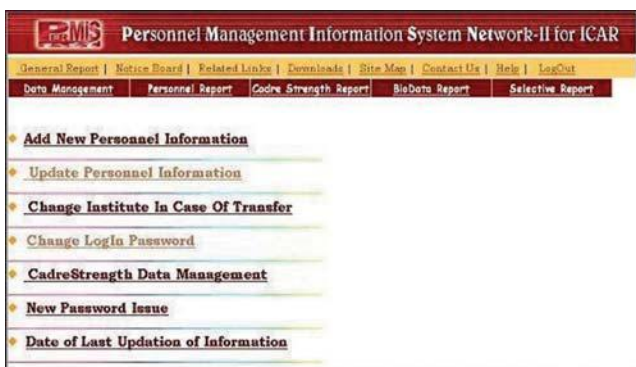 PERMIS Personnel Management Information System Network-II for ICAR
General Report | Notice Board | Related Links | Downloads | Site Map | Contact Us | Help | LogOut
Data Management Personnel Report Cadre Strength Report BioData Report Selective Report
Add New Personnel Information
Update Personnel Information
Change Institute In Case Of Transfer
Change LogIn Password
CadreStrength Data Management
New Password Issue
Date of Last Updation of Information